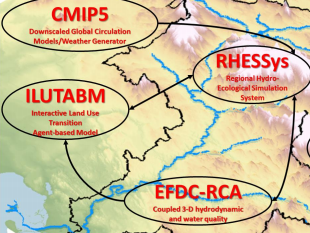 CMIP5
Downscaled Global Circulation
Models/Weather Generator
RHESSys
Regional Hydro-
Ecological Simulation
System
ILUTABM
Interactive Land Use
Transition
Agent-based Model
EFDC-RCA
Coupled 3-D hydrodynamic
and water quality